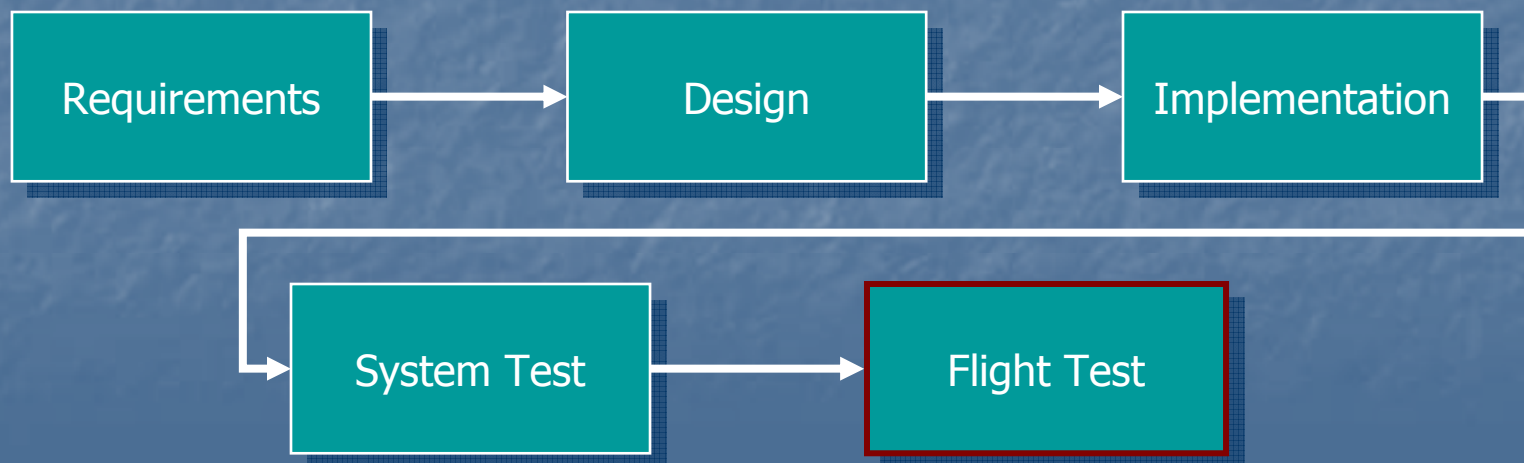 Requirements
Design
Implementation
System Test
Flight Test